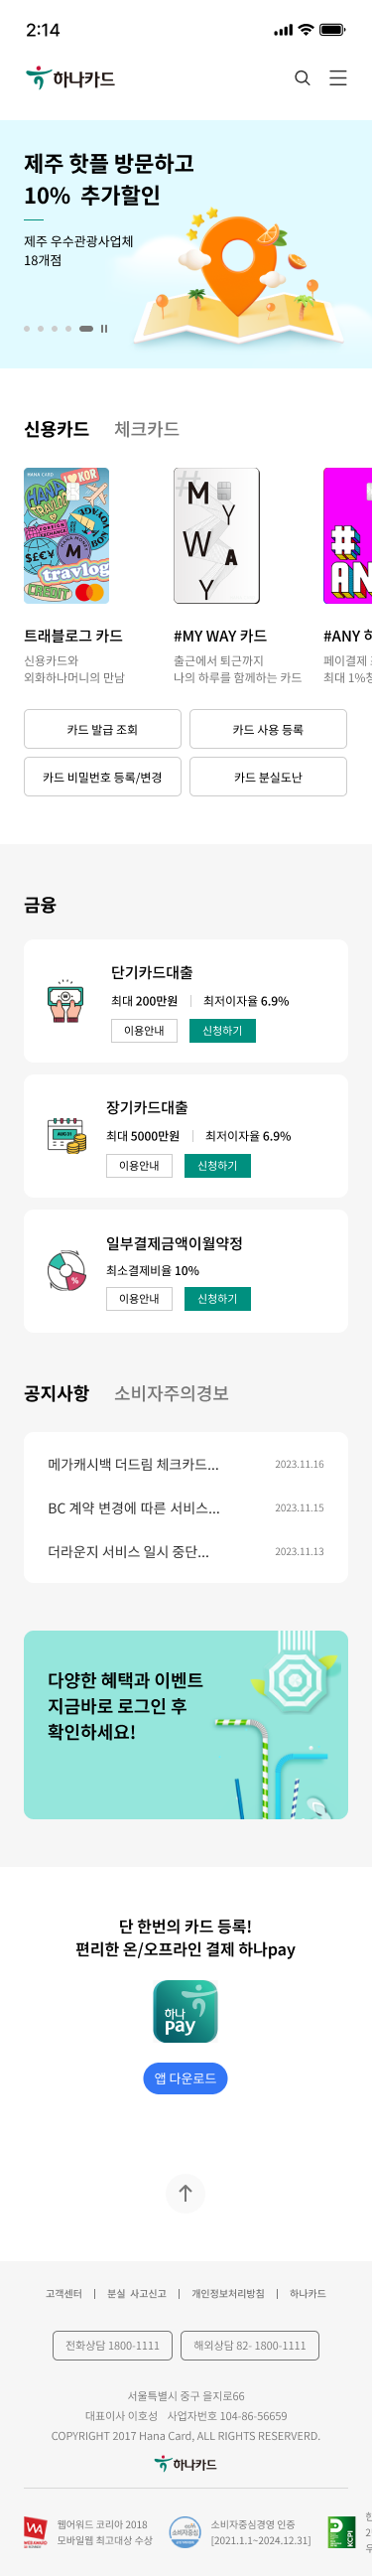 2:14
하나카드
제주 핫플 방문하고
10% 추가할인
제주 우수관광사업체
18개점
신용카드 체크카드
HANA CARD
KOR
HANA
TRAVEL
FOREIGN
EXCHANGE
VOYAGE
BON
£€¥
M
travlog
CREDIT
#
M
Y
W
A
Y
#
AN
트래블로그 카드 #MY WAY 카드 #ANY
신용카드와 출근에서 퇴근까지 페이결제
외화하나머니의 만남 나의 하루를 함께하는 카드 최대 1%
카드 발급 조회 카드 사용 등록
카드 비밀번호 등록/변경 카드 분실도난
금융
단기카드대출
최대 200만원 | 최저이자율 6.9%
이용안내 신청하기
장기카드대출
최대 5000만원 | 최저이자율 6.9%
이용안내 신청하기
일부결제금액이월약정
최소결제비율 10%
이용안내 신청하기
%
공지사항 소비자주의경보
메가캐시백 더드림 체크카드... 2023.11.16
BC 계약 변경에 따른 서비스... 2023.11.15
더라운지 서비스 일시 중단... 2023.11.13
다양한 혜택과 이벤트
지금바로 로그인 후
확인하세요!
단 한번의 카드 등록!
편리한 온/오프라인 결제 하나pay
하나
pay
앱 다운로드
고객센터 | 분실 사고신고 | 개인정보처리방침 | 하나카드
전화상담 1800-1111 해외상담 82- 1800-1111
서울특별시 중구 을지로66
대표이사 이호성 사업자번호 104-86-56659
COPYRIGHT 2017 Hana Card, ALL RIGHTS RESERVERD.
하나카드
WA
웹어워드 코리아 2018
모바일웹 최고대상 수상
소비자중심
소비자중심경영 인증
[2021.1.1~2024.12.31]
KCPI